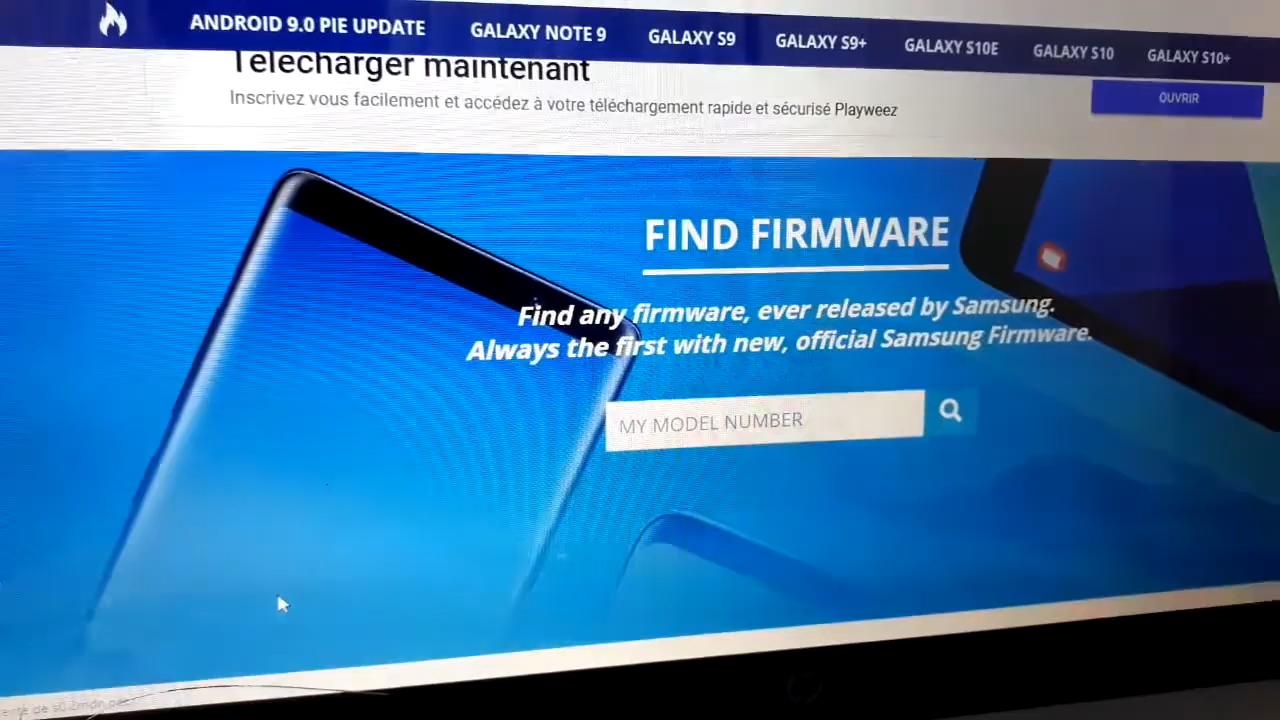 ANDROID 9.0 PIE UPDATE GALAXY NOTE 9 GALAXY S9 GALAXY S9+ GALAXY S10E GALAXY S10 GALAXY S10+
Télécharger maintenant
Inscrivez vous facilement et accédez à votre téléchargement rapide et sécurisé Playweez
OUVRIR
FIND FIRMWARE
Find any firmware, ever released by Samsung.
Always the first with new, official Samsung Firmware.
MY MODEL NUMBER